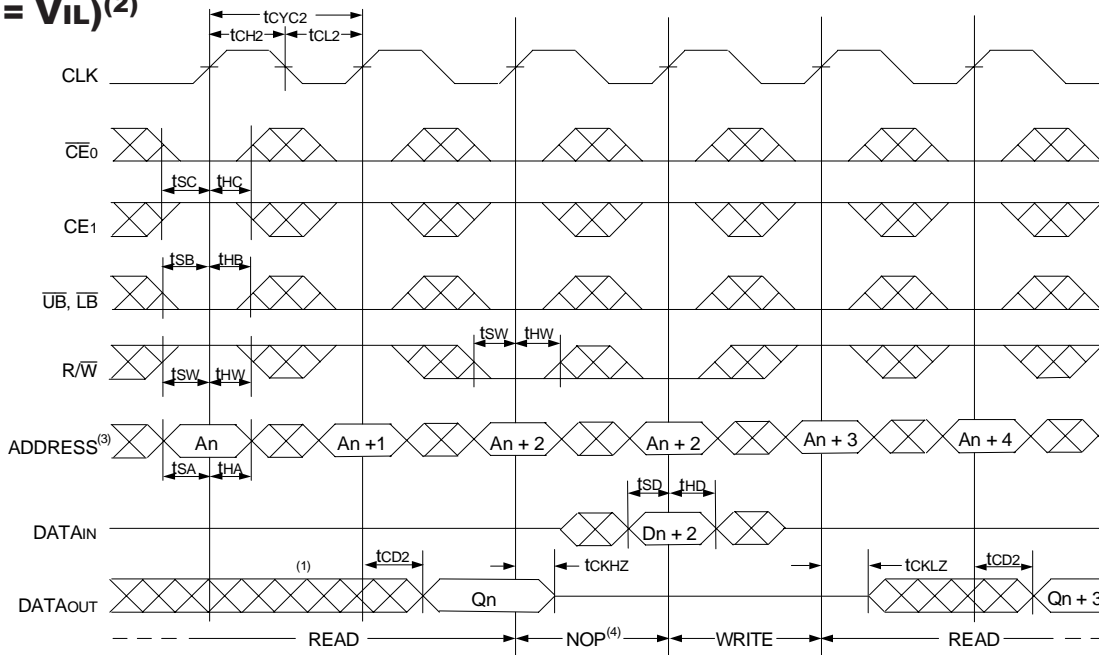 = VIL)(2)
tCYC2
tCH2 tCL2
CLK
CE0
tSC tHC
CE1
tSB tHB
UB, LB
tSW tHW
R/W
tSW tHW
ADDRESS(3) An An +1 An + 2 An + 2 An + 3 An + 4
tSA tHA
tSD tHD
DATAIN Dn + 2
tCD2 tCKHZ tCKLZ tCD2
(1)
DATAOUT Qn Qn + 3
READ NOP(4) WRITE READ